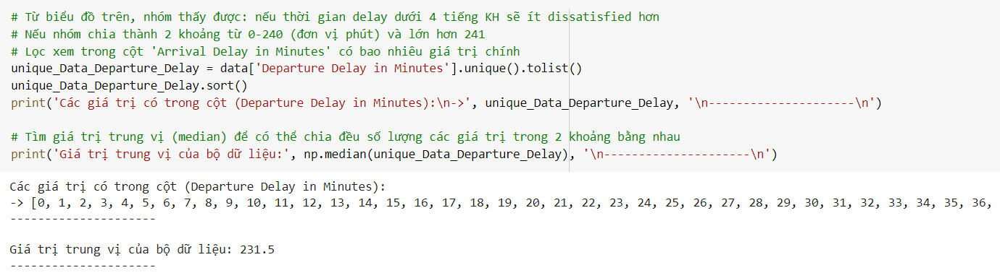 # Từ biểu đồ trên, nhóm thấy được: nếu thời gian delay dưới 4 tiếng KH sẽ ít dissatisfied hơn
# Nếu nhóm chia thành 2 khoảng từ 0-240 (đơn vị phút) và lớn hơn 241
# Lọc xem trong cột 'Arrival Delay in Minutes' có bao nhiêu giá trị chính
unique_Data_Departure_Delay = data['Departure Delay in Minutes'].unique().tolist()
unique_Data_Departure_Delay.sort()
print('Các giá trị có trong cột (Departure Delay in Minutes):\n->', unique_Data_Departure_Delay, '\n---------------------\n')
# Tìm giá trị trung vị (median) để có thể chia đều số lượng các giá trị trong 2 khoảng bằng nhau
print('Giá trị trung vị của bộ dữ liệu:', np.median(unique_Data_Departure_Delay), '\n---------------------\n')
Các giá trị có trong cột (Departure Delay in Minutes):
-> [0, 1, 2, 3, 4, 5, 6, 7, 8, 9, 10, 11, 12, 13, 14, 15, 16, 17, 18, 19, 20, 21, 22, 23, 24, 25, 26, 27, 28, 29, 30, 31, 32, 33, 34, 35, 36,
---------------------
Giá trị trung vị của bộ dữ liệu: 231.5
---------------------